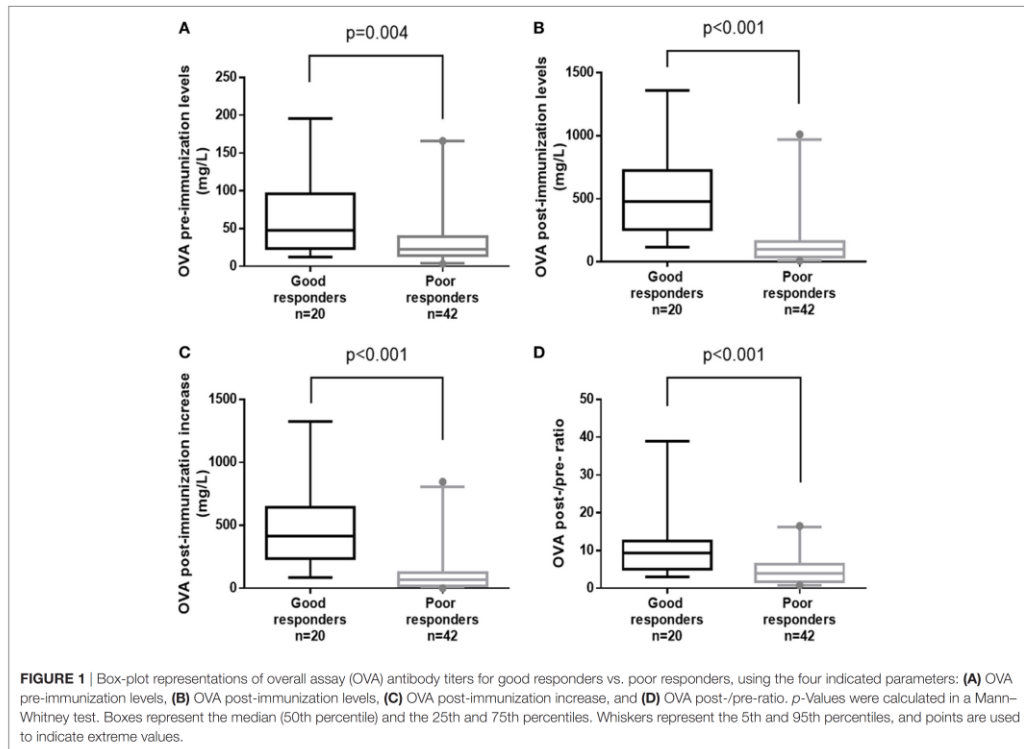 A
p=0.004
OVA pre-immunization levels
(mg/L)
250
200
150
100
50
0
Good
responders
n=20
Poor
responders
n=42
B
p<0.001
OVA post-immunization levels
(mg/L)
1500
1000
500
0
Good
responders
n=20
Poor
responders
n=42
C
p<0.001
OVA post-immunization increase
(mg/L)
1500
1000
500
0
Good
responders
n=20
Poor
responders
n=42
D
p<0.001
OVA post-/pre- ratio
50
40
30
20
10
0
Good
responders
n=20
Poor
responders
n=42
FIGURE 1 | Box-plot representations of overall assay (OVA) antibody titers for good responders vs. poor responders, using the four indicated parameters: (A) OVA
pre-immunization levels, (B) OVA post-immunization levels, (C) OVA post-immunization increase, and (D) OVA post-/pre-ratio. p-Values were calculated in a Mann–
Whitney test. Boxes represent the median (50th percentile) and the 25th and 75th percentiles. Whiskers represent the 5th and 95th percentiles, and points are used
to indicate extreme values.